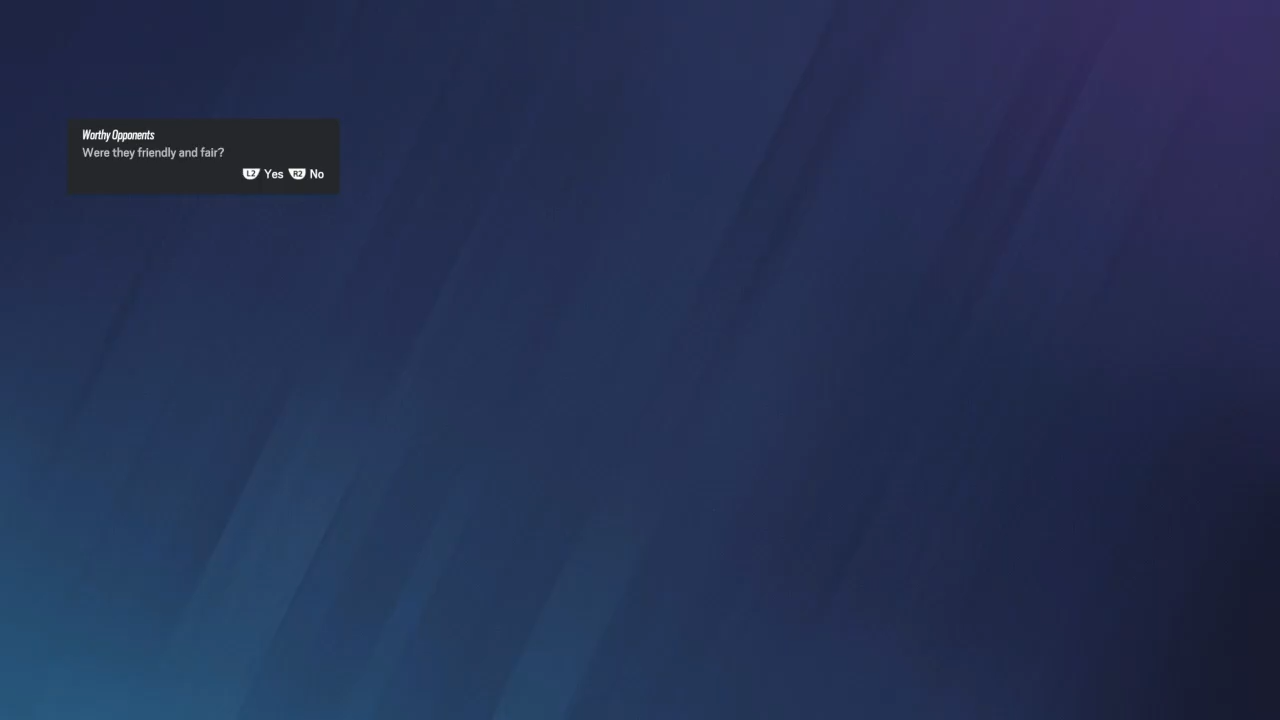 Worthy Opponents
Were they friendly and fair?
L2 Yes R2 No